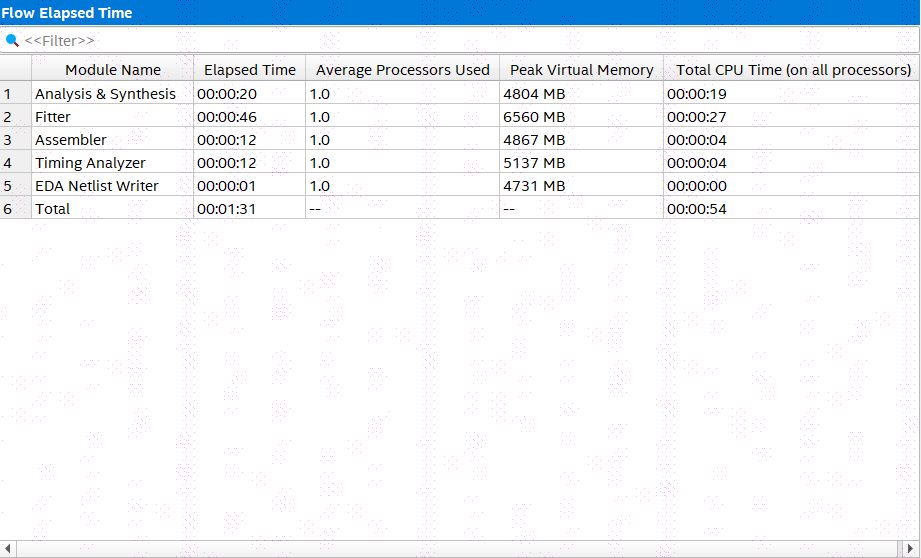 Flow Elapsed Time
<<Filter>>
Module Name Elapsed Time Average Processors Used Peak Virtual Memory Total CPU Time (on all processors)
1 Analysis & Synthesis 00:00:20 1.0 4804 MB 00:00:19
2 Fitter 00:00:46 1.0 6560 MB 00:00:27
3 Assembler 00:00:12 1.0 4867 MB 00:00:04
4 Timing Analyzer 00:00:12 1.0 5137 MB 00:00:04
5 EDA Netlist Writer 00:00:01 1.0 4731 MB 00:00:00
6 Total 00:01:31 -- -- 00:00:54